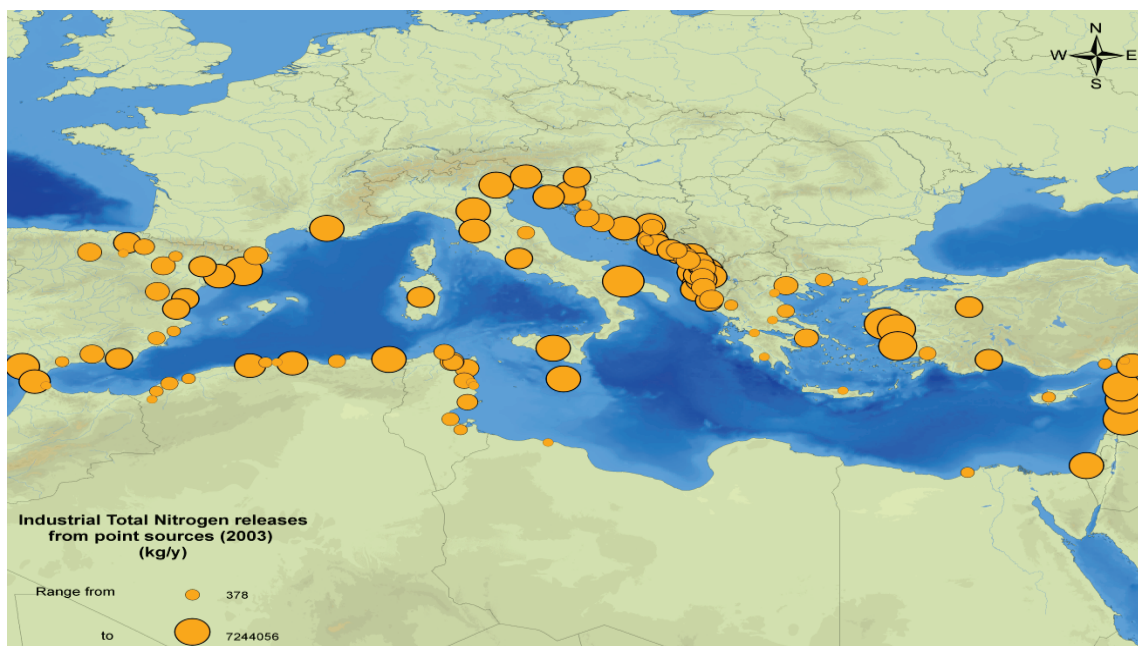 N
W E
S
Industrial Total Nitrogen releases
from point sources (2003)
(kg/y)
Range from 378
to 7244056